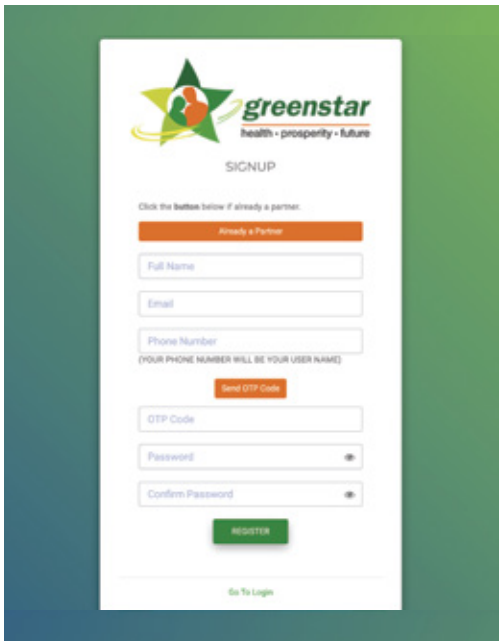 greenstar
health - prosperity - future
SIGNUP
Click the button below if already a partner.
Already a Partner
Full Name
Email
Phone Number
(YOUR PHONE NUMBER WILL BE YOUR USER NAME)
Send OTP Code
OTP Code
Password
Confirm Password
REGISTER
Go To Login